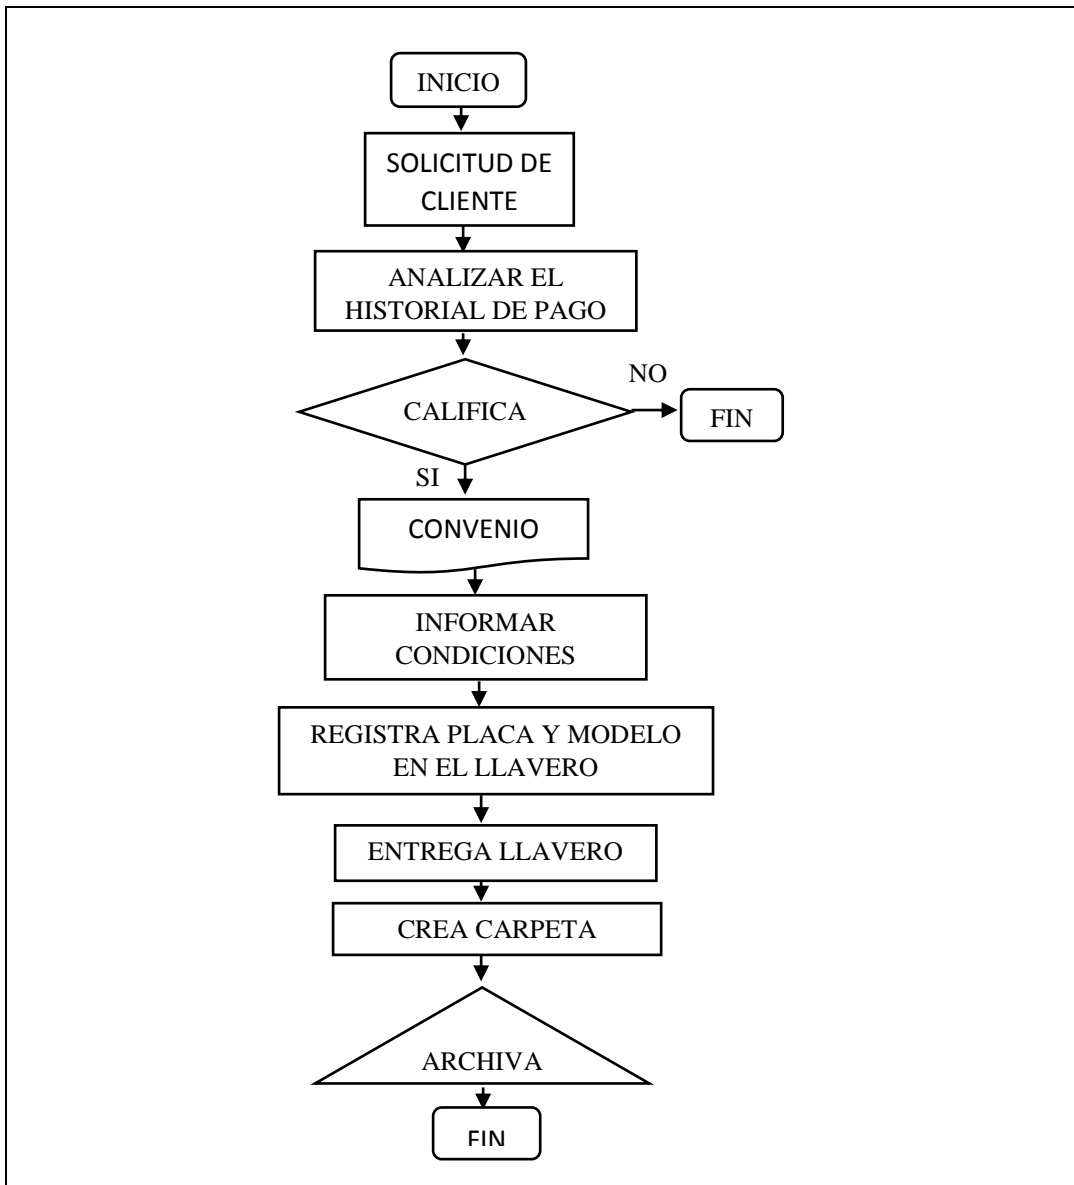 INICIO
SOLICITUD DE
CLIENTE
ANALIZAR EL
HISTORIAL DE PAGO
NO
CALIFICA
FIN
SI
CONVENIO
INFORMAR
CONDICIONES
REGISTRA PLACA Y MODELO
EN EL LLAVERO
ENTREGA LLAVERO
CREA CARPETA
ARCHIVA
FIN